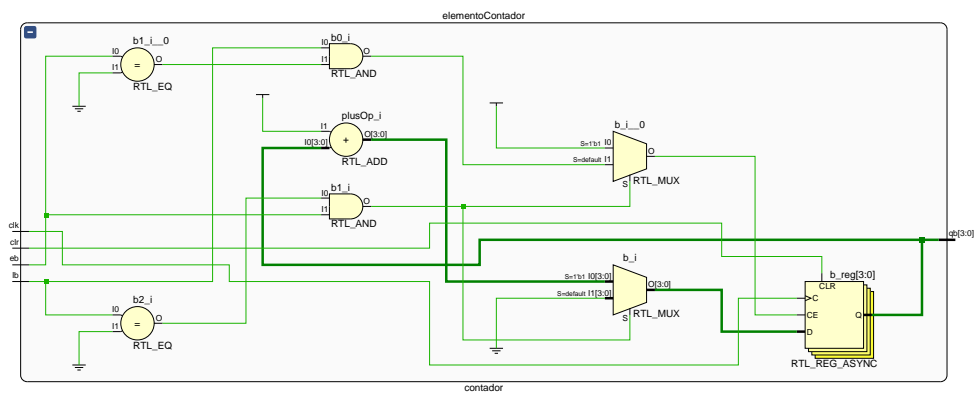 elementoContador
b1_i__0
I0
I1
=
O
RTL_EQ
b0_i
I0
I1
O
RTL_AND
plusOp_i
I1
I0[3:0]
+
O[3:0]
RTL_ADD
b_i__0
S=1'b1 I0
S=default I1
O
S
RTL_MUX
b1_i
I0
I1
O
RTL_AND
clk
clr
eb
tb
qb[3:0]
b_i
S=1'b1 I0[3:0]
S=default I1[3:0]
O[3:0]
S
RTL_MUX
b_reg[3:0]
CLR
C
CE
D
Q
RTL_REG_ASYNC
b2_i
I0
I1
=
O
RTL_EQ
contador